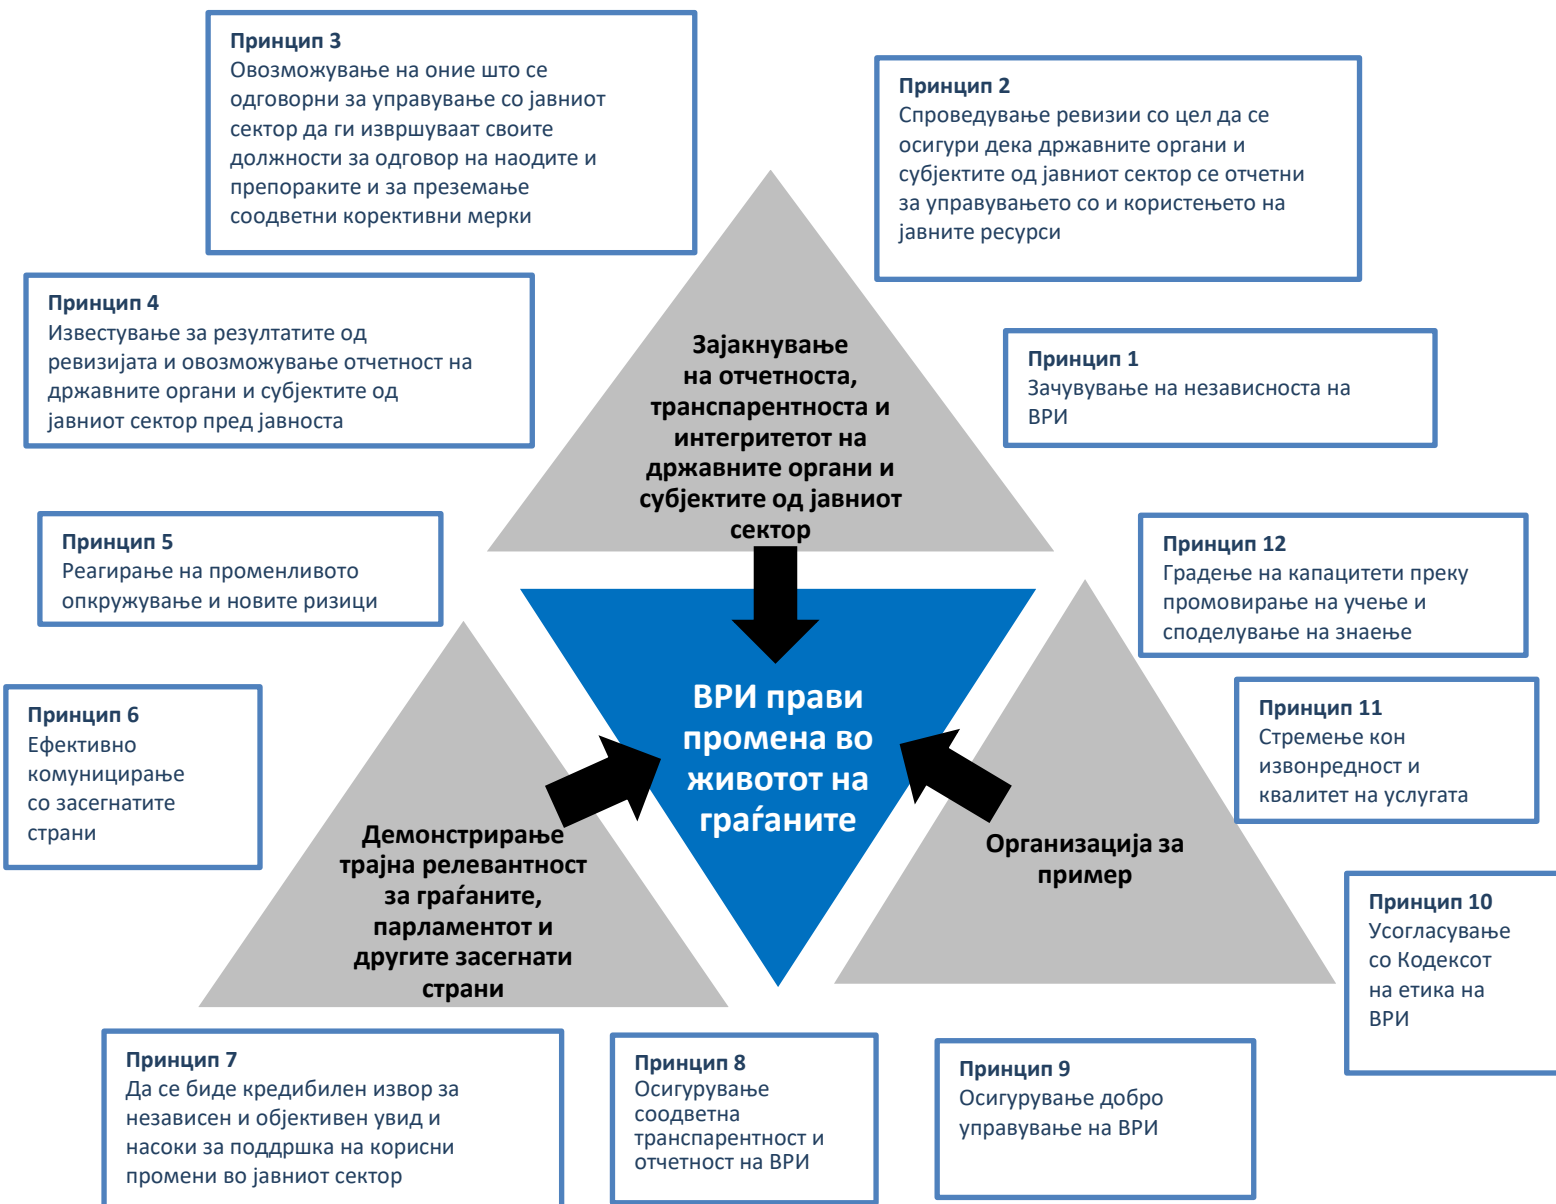 Принцип 3
Овозможување на оние што се
одговорни за управување со јавниот
сектор да ги извршуваат своите
должности за одговор на наодите и
препораките и за преземање
соодветни корективни мерки
Принцип 2
Спроведување ревизии со цел да се
осигури дека државните органи и
субјектите од јавниот сектор се отчетни
за управувањето со и користењето на
јавните ресурси
Принцип 4
Известување за резултатите од
ревизијата и овозможување отчетност на
државните органи и субјектите од
јавниот сектор пред јавноста
Принцип 1
Зачувување на независноста на
ВРИ
Зајакнување
на отчетноста,
транспарентноста и
интегритетот на
државните органи и
субјектите од јавниот
сектор
Принцип 5
Реагирање на променливото
опкружување и новите ризици
Принцип 12
Градење на капацитети преку
промовирање на учење и
споделување на знаење
Принцип 6
Ефективно
комуницирање
со засегнатите
страни
ВРИ прави
промена во
животот на
граѓаните
Принцип 11
Стремење кон
извонредност и
квалитет на услугата
Демонстрирање
трајна релевантност
за граѓаните,
парламентот и
другите засегнати
страни
Организација за
пример
Принцип 10
Усогласување
со Кодексот
на етика на
ВРИ
Принцип 7
Да се биде кредибилен извор за
независен и објективен увид и
насоки за поддршка на корисни
промени во јавниот сектор
Принцип 8
Осигурување
соодветна
транспарентност и
отчетност на ВРИ
Принцип 9
Осигурување добро
управување на ВРИ